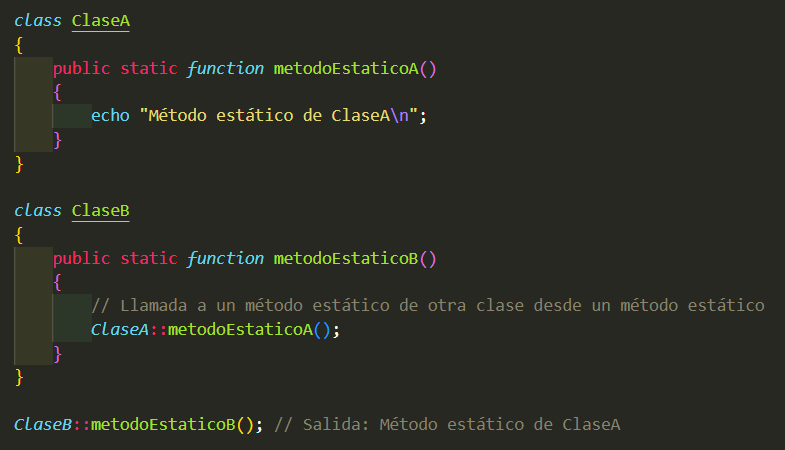 class ClaseA
{
    public static function metodoEstaticoA()
    {
        echo "Método estático de ClaseA\n";
    }
}

class ClaseB
{
    public static function metodoEstaticoB()
    {
        // Llamada a un método estático de otra clase desde un método estático
        ClaseA::metodoEstaticoA();
    }
}

ClaseB::metodoEstaticoB(); // Salida: Método estático de ClaseA